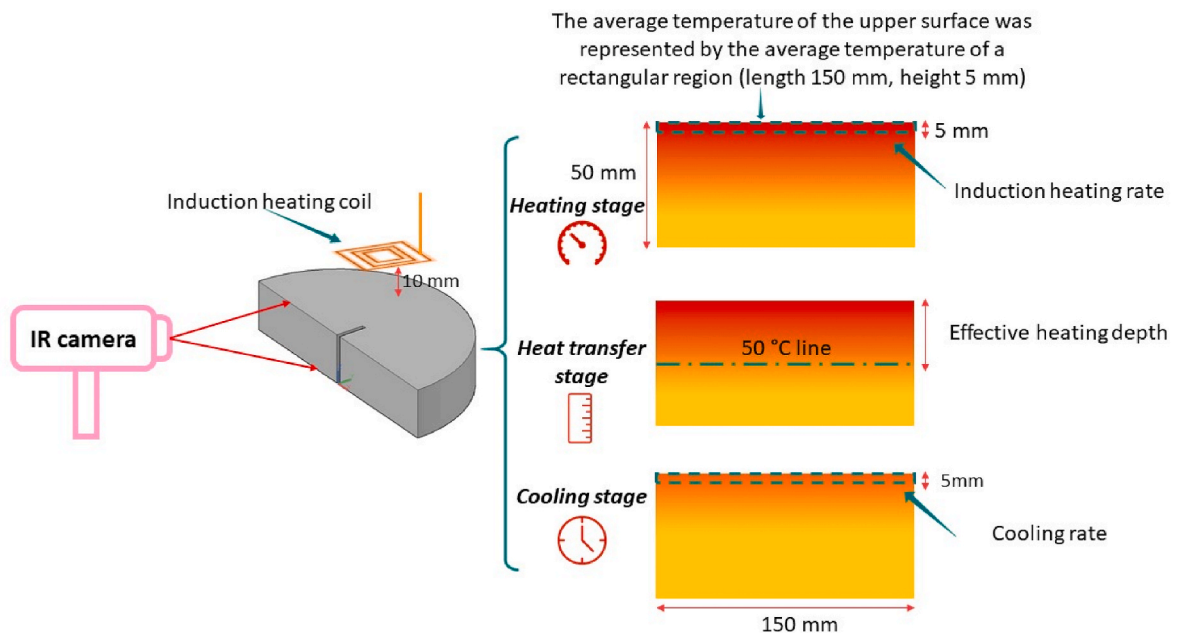 The average temperature of the upper surface was
represented by the average temperature of a
rectangular region (length 150 mm, height 5 mm)
5 mm
50 mm
Induction heating rate
Heating stage
Induction heating coil
10 mm
IR camera
Effective heating depth
50 °C line
Heat transfer
stage
Cooling stage
5mm
Cooling rate
150 mm